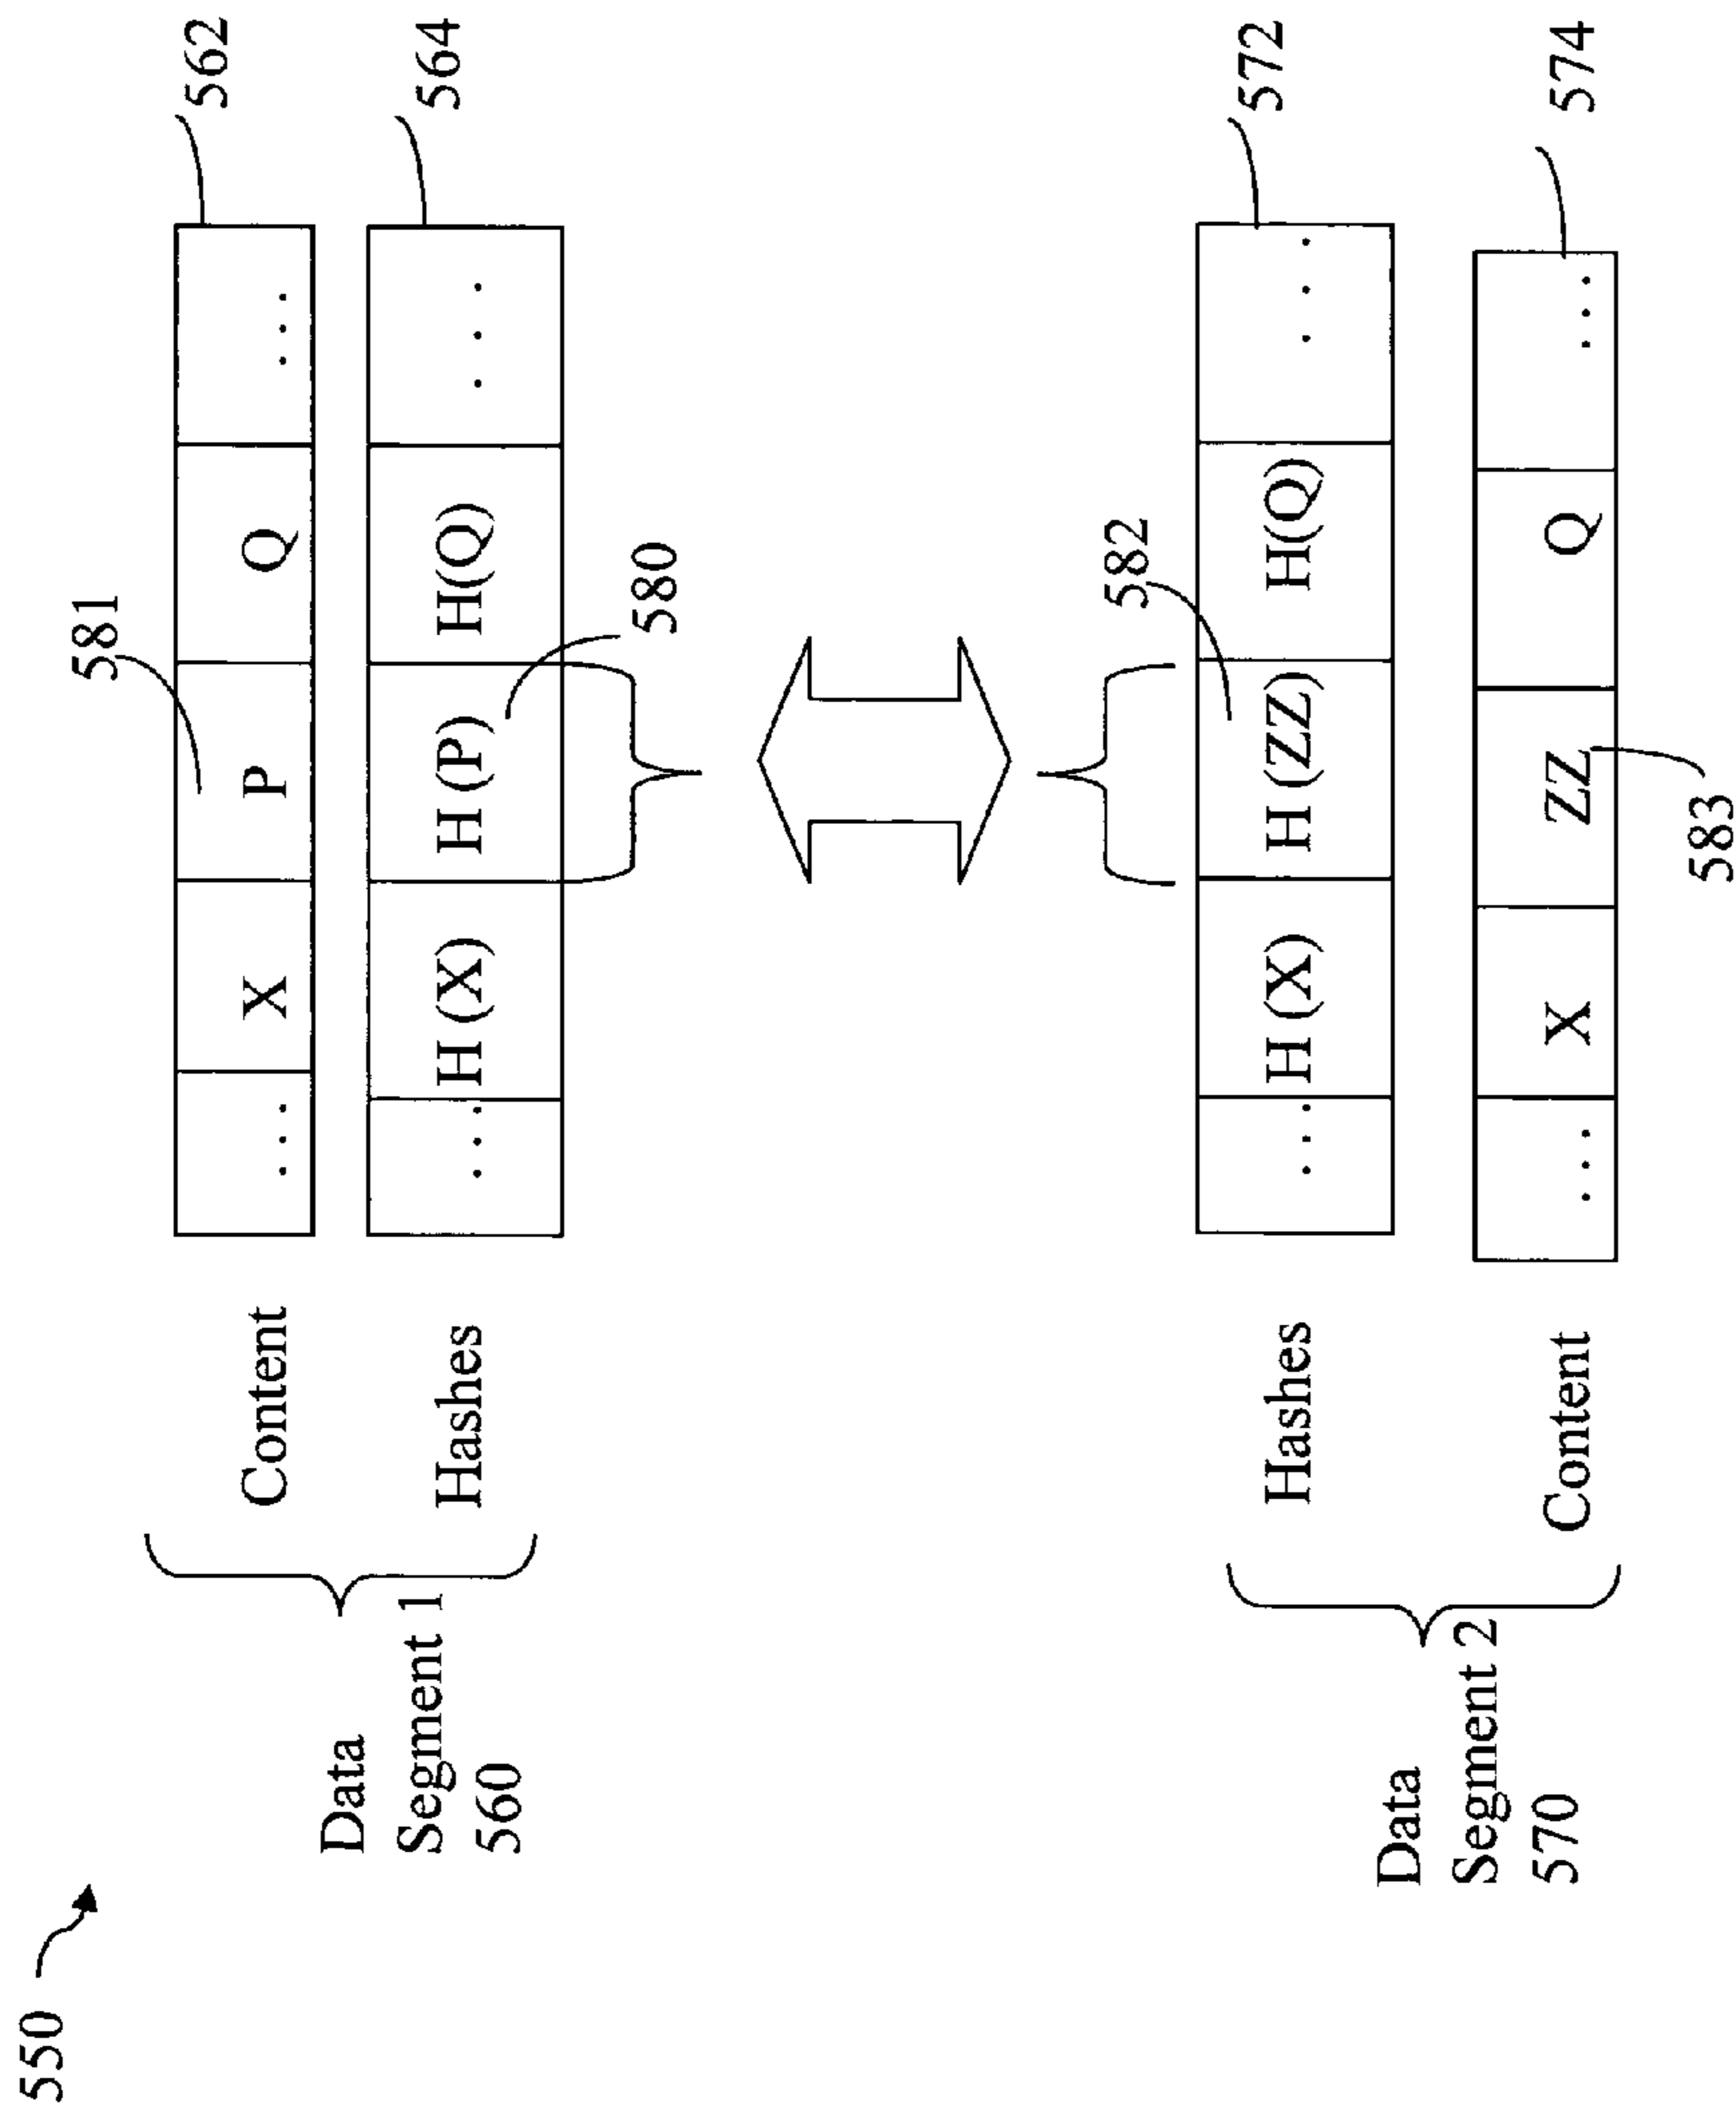 550
Data
Segment 1
560
Content
... X P Q ...
581
562
Hashes
... H (X) H (P) H(Q) ...
580
564
Data
Segment 2
570
Hashes
... H (X) H (ZZ) H(Q) ...
582
572
Content
... X ZZ Q ...
583
574